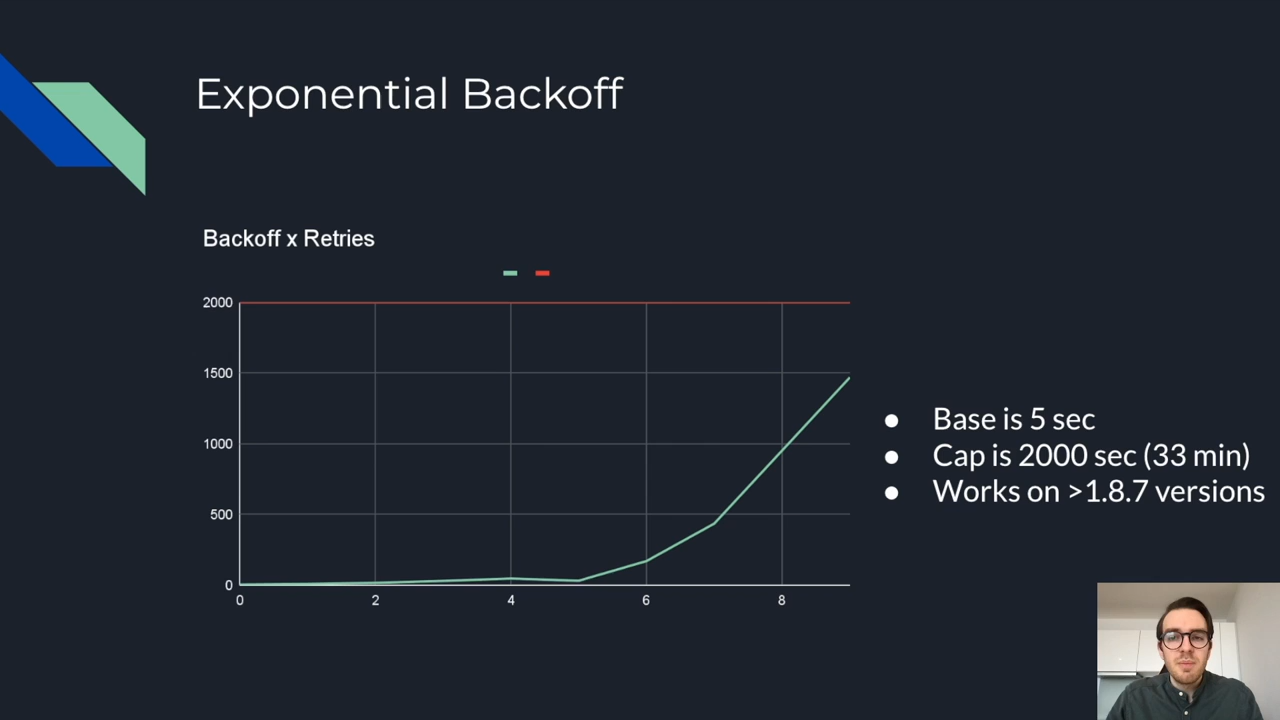 Exponential Backoff
Backoff x Retries
2000
1500
1000
500
0
0 2 4 6 8
● Base is 5 sec
● Cap is 2000 sec (33 min)
● Works on >1.8.7 versions